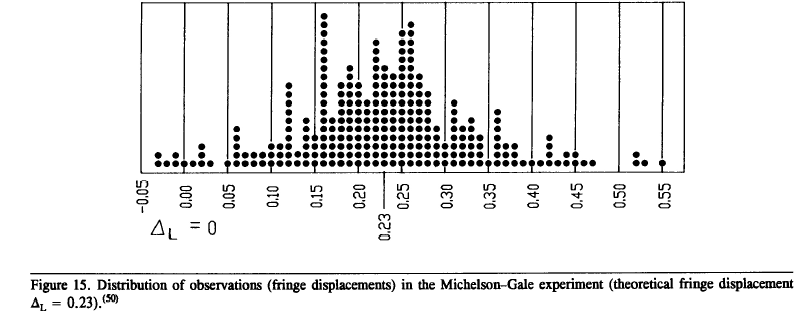 -0.05 0.00 0.05 0.10 0.15 0.20 0.23 0.25 0.30 0.35 0.40 0.45 0.50 0.55
Δ_L = 0
Figure 15. Distribution of observations (fringe displacements) in the Michelson–Gale experiment (theoretical fringe displacement
Δ_L = 0.23).(50)